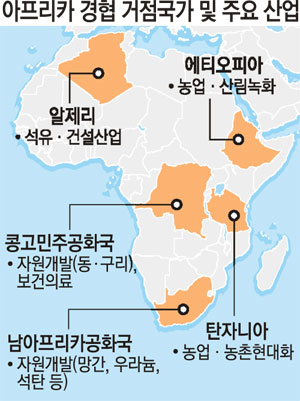 아프리카 경협 거점국가 및 주요 산업
에티오피아
• 농업 · 산림녹화
알제리
• 석유 · 건설산업
콩고민주공화국
• 자원개발(동 · 구리),
보건의료
탄자니아
• 농업 · 농촌현대화
남아프리카공화국
• 자원개발(망간, 우라늄,
석탄 등)